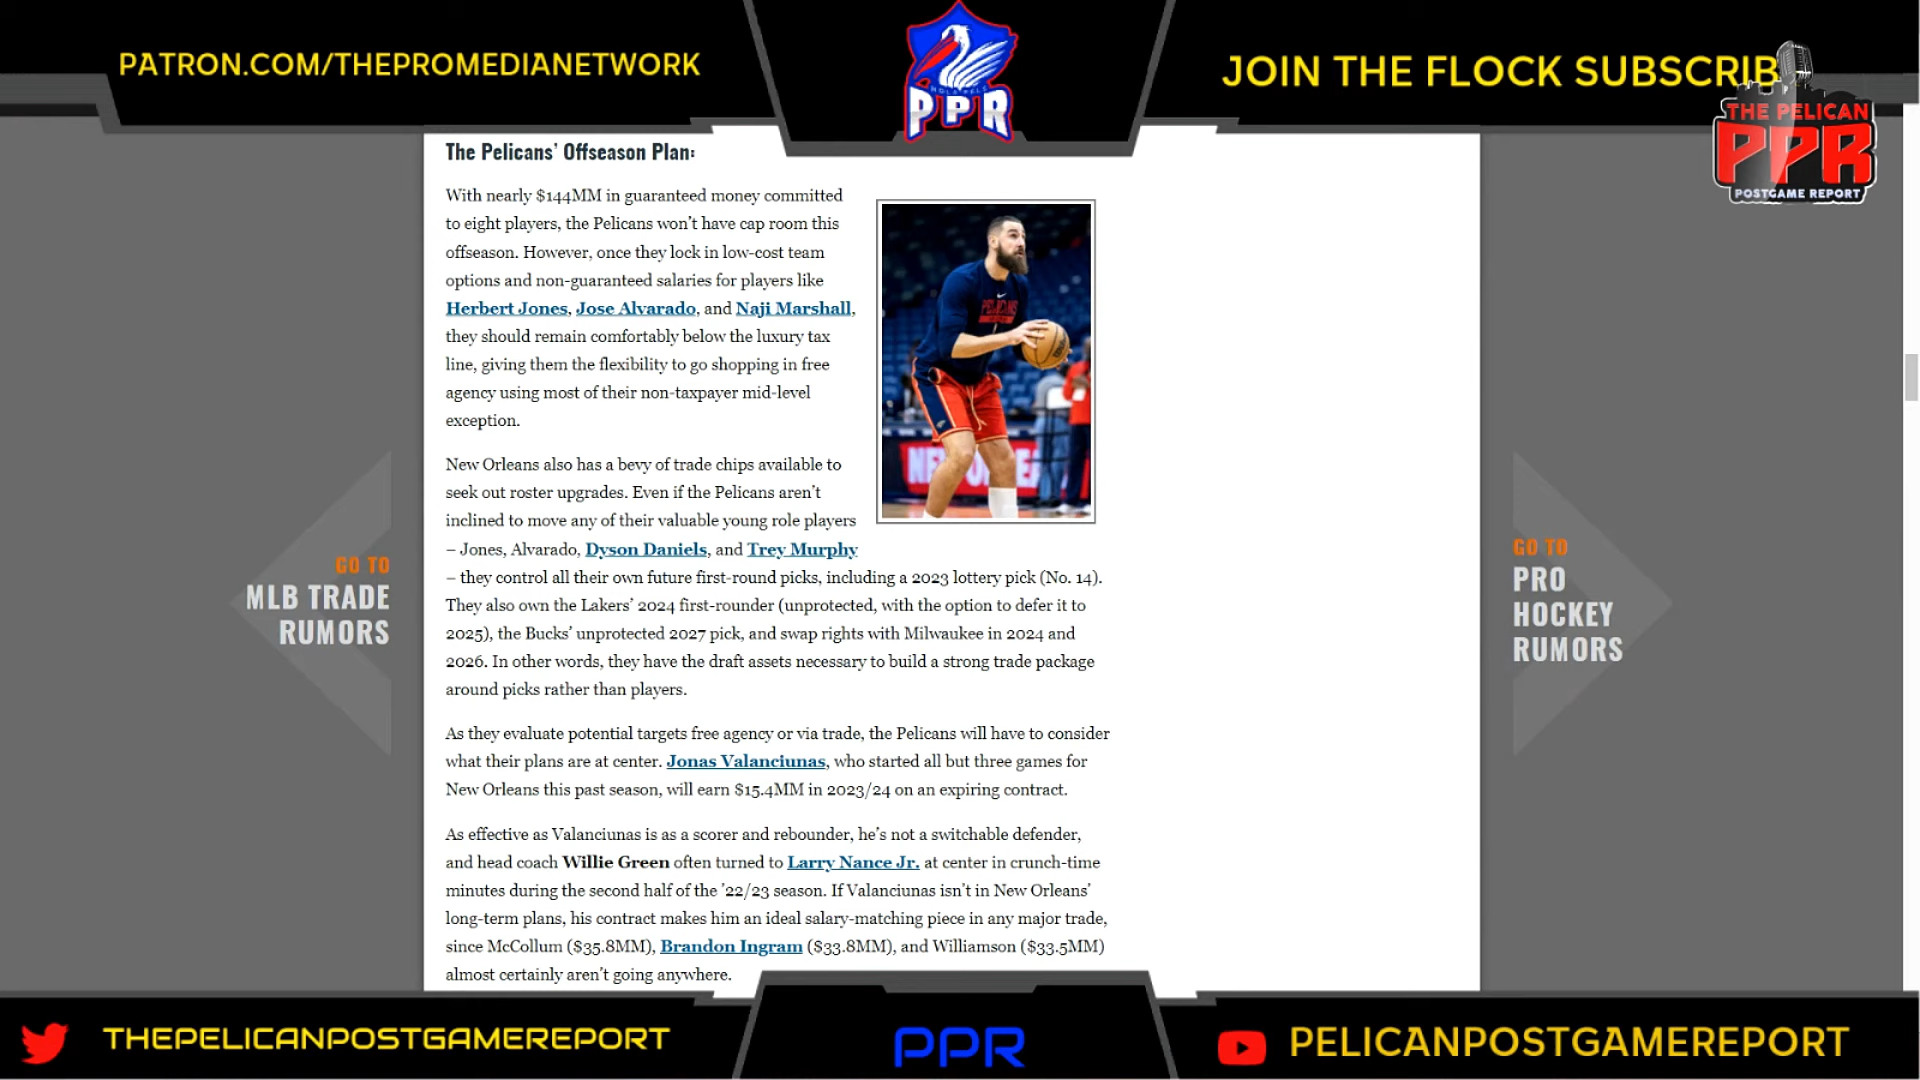 PATRON.COM/THEPROMEDIANETWORK
PPR
JOIN THE FLOCK SUBSCRIB
THE PELICAN
PPR
POSTGAME REPORT
The Pelicans’ Offseason Plan:
With nearly $144MM in guaranteed money committed
to eight players, the Pelicans won’t have cap room this
offseason. However, once they lock in low-cost team
options and non-guaranteed salaries for players like
Herbert Jones, Jose Alvarado, and Naji Marshall,
they should remain comfortably below the luxury tax
line, giving them the flexibility to go shopping in free
agency using most of their non-taxpayer mid-level
exception.
New Orleans also has a bevy of trade chips available to
seek out roster upgrades. Even if the Pelicans aren’t
inclined to move any of their valuable young role players
– Jones, Alvarado, Dyson Daniels, and Trey Murphy
– they control all their own future first-round picks, including a 2023 lottery pick (No. 14).
They also own the Lakers’ 2024 first-rounder (unprotected, with the option to defer it to
2025), the Bucks’ unprotected 2027 pick, and swap rights with Milwaukee in 2024 and
2026. In other words, they have the draft assets necessary to build a strong trade package
around picks rather than players.
As they evaluate potential targets free agency or via trade, the Pelicans will have to consider
what their plans are at center. Jonas Valanciunas, who started all but three games for
New Orleans this past season, will earn $15.4MM in 2023/24 on an expiring contract.
As effective as Valanciunas is as a scorer and rebounder, he’s not a switchable defender,
and head coach Willie Green often turned to Larry Nance Jr. at center in crunch-time
minutes during the second half of the ’22/23 season. If Valanciunas isn’t in New Orleans’
long-term plans, his contract makes him an ideal salary-matching piece in any major trade,
since McCollum ($35.8MM), Brandon Ingram ($33.8MM), and Williamson ($33.5MM)
almost certainly aren’t going anywhere.
GO TO
MLB TRADE
RUMORS
GO TO
PRO
HOCKEY
RUMORS
THEPELICANPOSTGAMEREPORT
PPR
PELICANPOSTGAMEREPORT